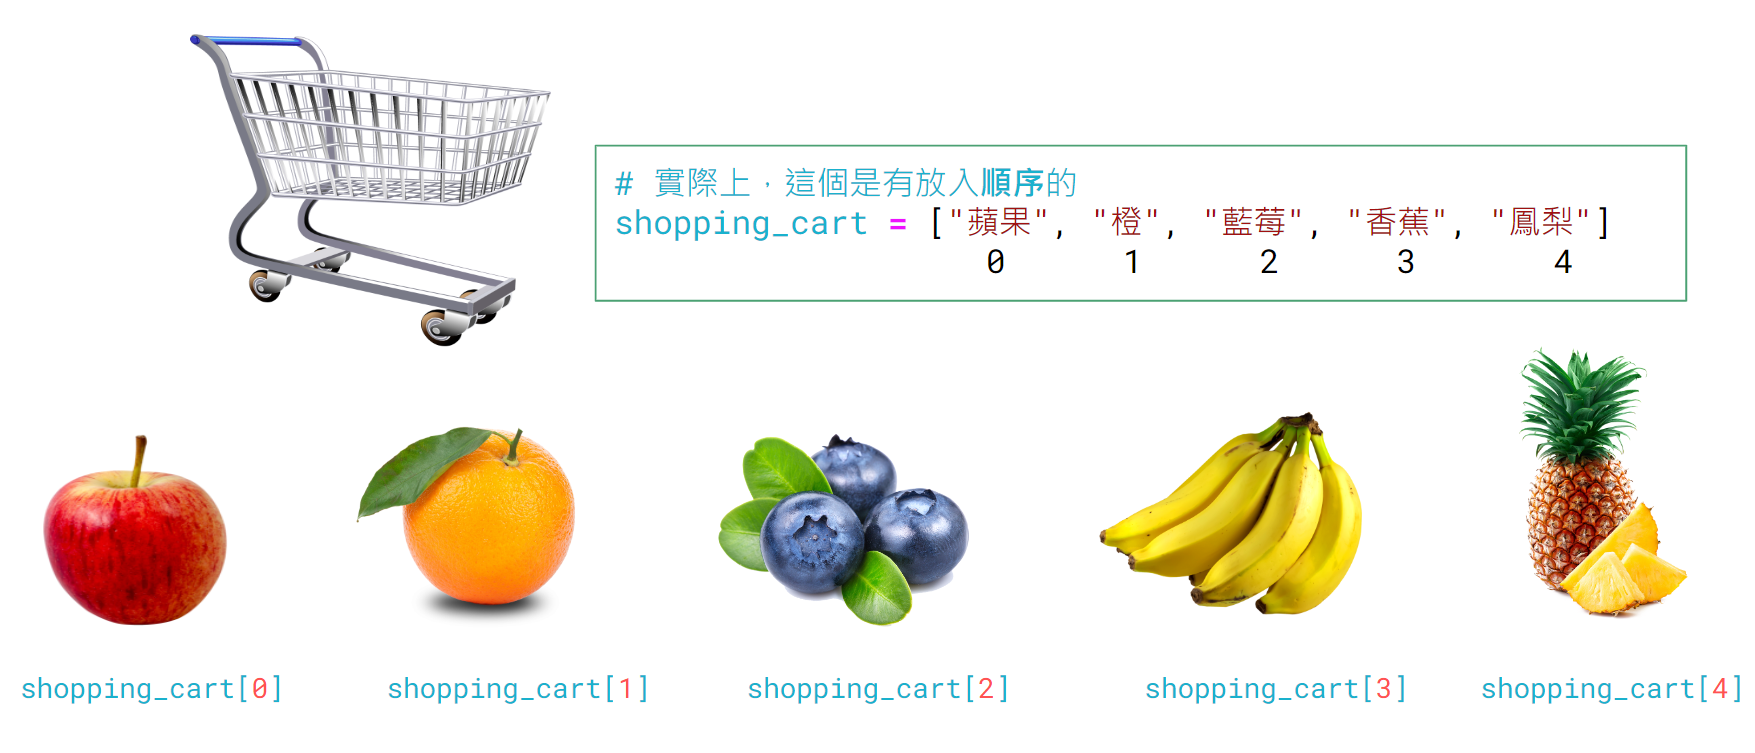 # 實際上，這個是有放入順序的
shopping_cart = ["蘋果", "橙", "藍莓", "香蕉", "鳳梨"]
0 1 2 3 4
shopping_cart[0] shopping_cart[1] shopping_cart[2] shopping_cart[3] shopping_cart[4]